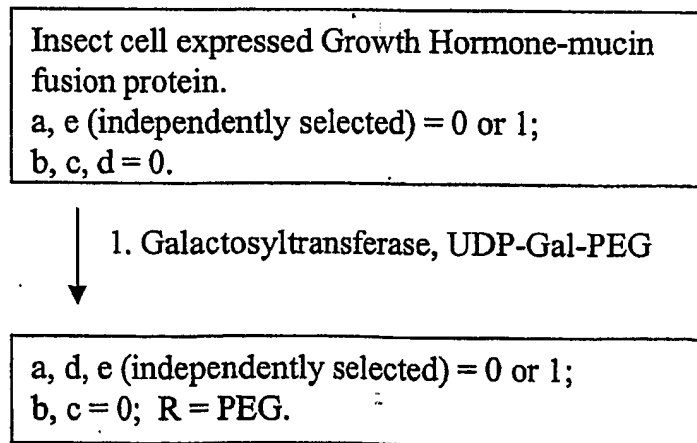 Insect cell expressed Growth Hormone-mucin
fusion protein.
a, e (independently selected) = 0 or 1;
b, c, d = 0.
1. Galactosyltransferase, UDP-Gal-PEG
a, d, e (independently selected) = 0 or 1;
b, c = 0; R = PEG.